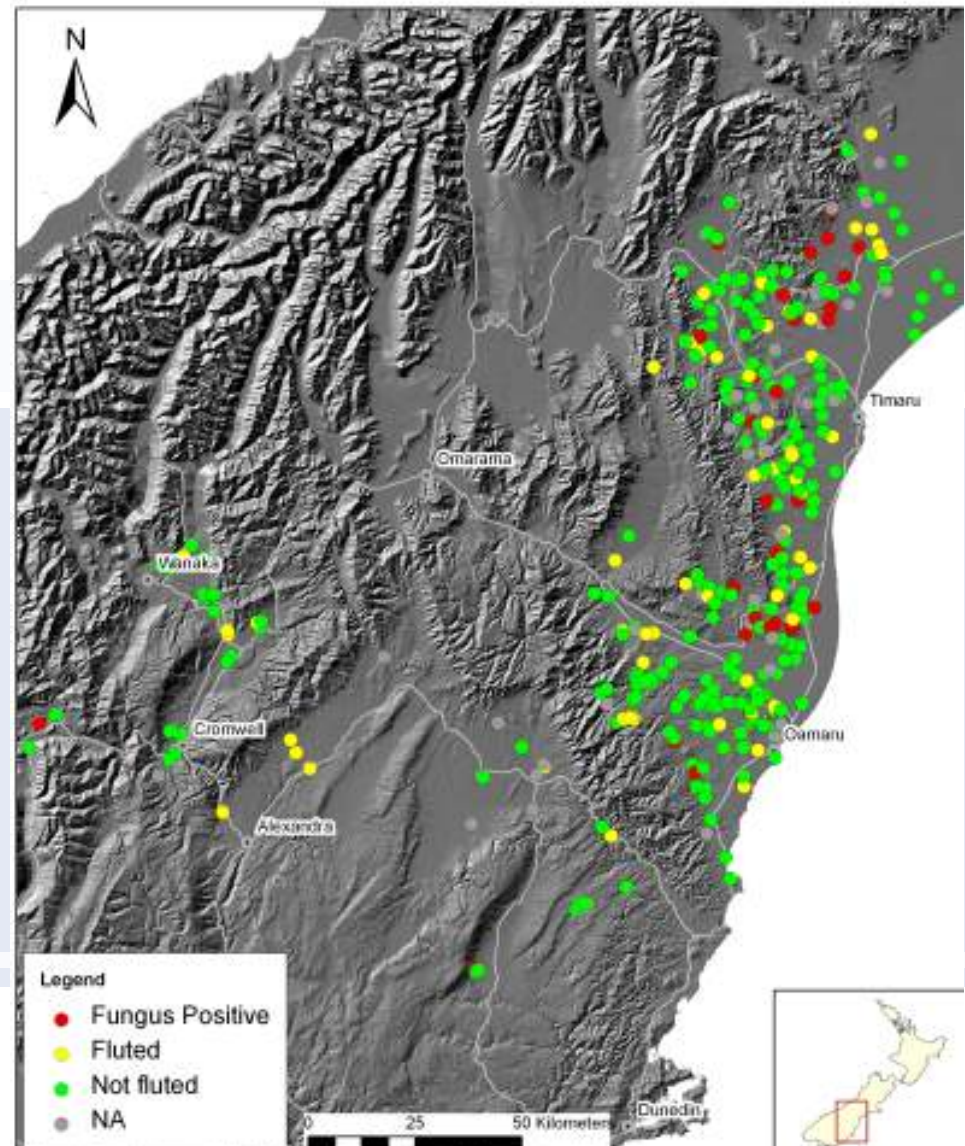 N
Timaru
Omarama
Wanaka
Cromwell
Oamaru
Alexandra
Legend
Fungus Positive
Fluted
Not fluted
NA
0 25 50 Kilometers
Dunedin